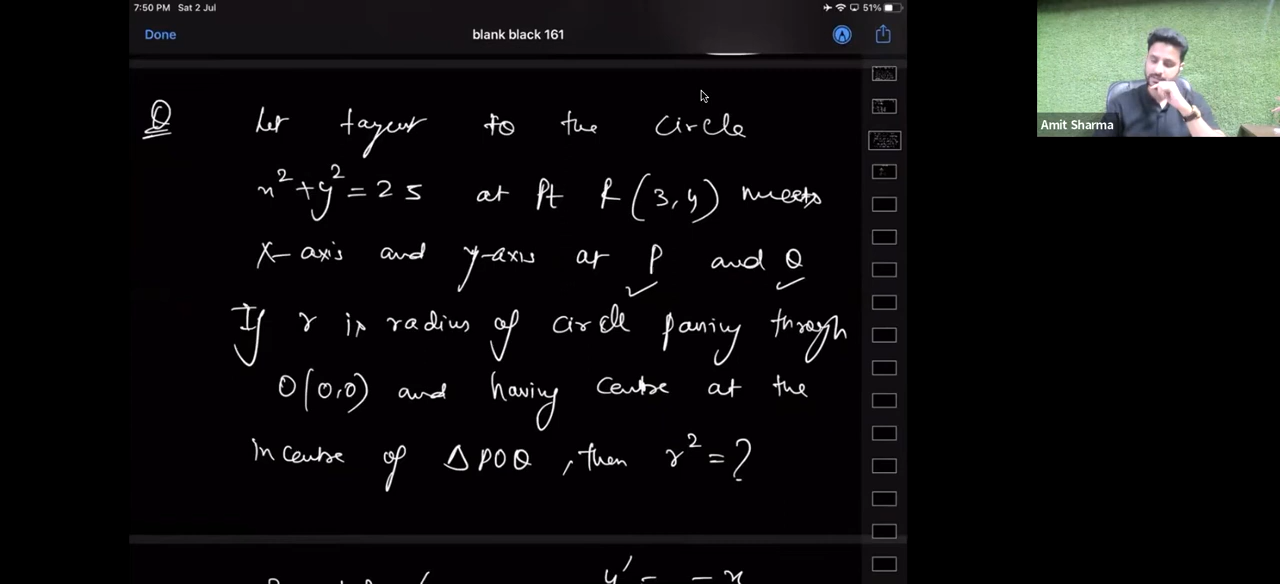 7:50 PM Sat 2 Jul
51%
Done
blank black 161
Q Let tangent to the circle
x²+y²=25 at pt R(3,4) meets
X-axis and y-axis at P and Q
If r is radius of circle passing through
O(0,0) and having centre at the
Incentre of ΔPOQ, then r²=?
y' = -x
Amit Sharma